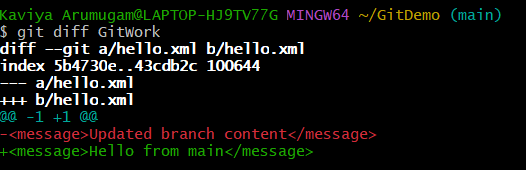 Kaviya Arumugam@LAPTOP-HJ9TV77G MINGW64 ~/GitDemo (main)
$ git diff GitWork
diff --git a/hello.xml b/hello.xml
index 5b4730e..43cdb2c 100644
--- a/hello.xml
+++ b/hello.xml
@@ -1 +1 @@
-<message>Updated branch content</message>
+<message>Hello from main</message>